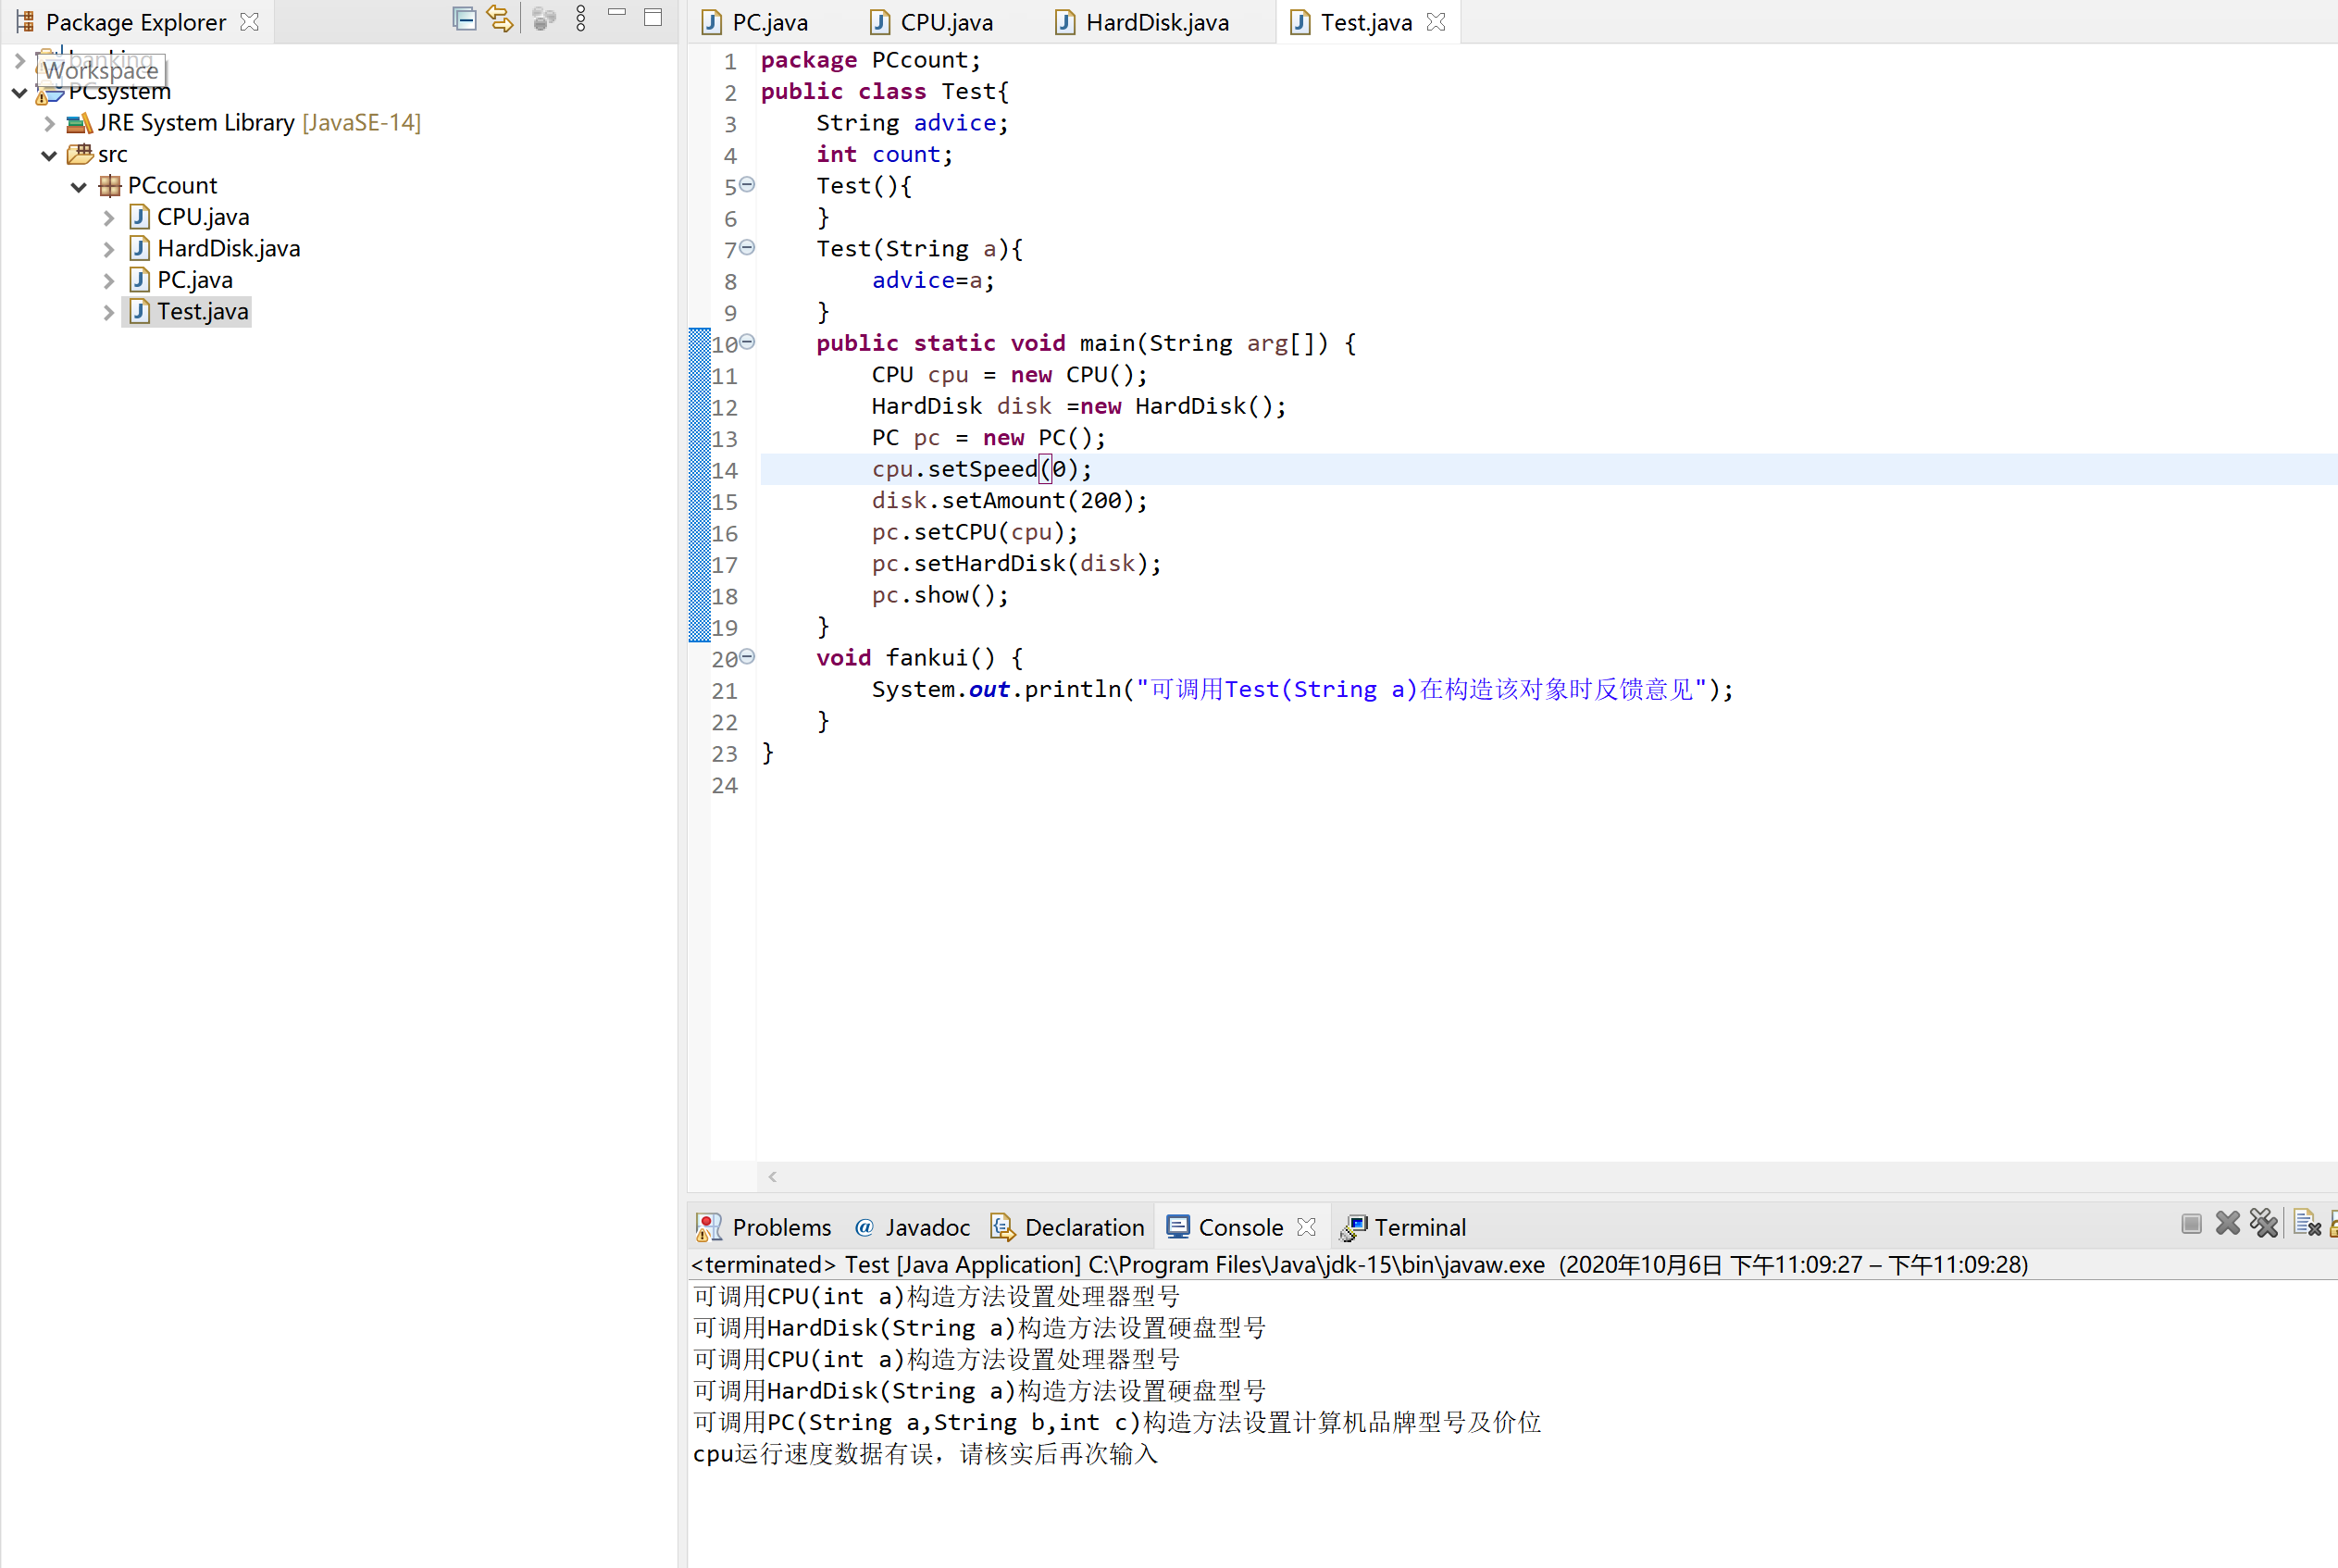 Package Explorer
banking
Workspace
PCsystem
JRE System Library [JavaSE-14]
src
PCcount
CPU.java
HardDisk.java
PC.java
Test.java
PC.java CPU.java HardDisk.java Test.java
1 package PCcount;
2 public class Test{
3 String advice;
4 int count;
5 Test(){
6 }
7 Test(String a){
8 advice=a;
9 }
10 public static void main(String arg[]) {
11 CPU cpu = new CPU();
12 HardDisk disk =new HardDisk();
13 PC pc = new PC();
14 cpu.setSpeed(0);
15 disk.setAmount(200);
16 pc.setCPU(cpu);
17 pc.setHardDisk(disk);
18 pc.show();
19 }
20 void fankui() {
21 System.out.println("可调用Test(String a)在构造该对象时反馈意见");
22 }
23 }
24
Problems @ Javadoc Declaration Console Terminal
<terminated> Test [Java Application] C:\Program Files\Java\jdk-15\bin\javaw.exe (2020年10月6日 下午11:09:27 – 下午11:09:28)
可调用CPU(int a)构造方法设置处理器型号
可调用HardDisk(String a)构造方法设置硬盘型号
可调用CPU(int a)构造方法设置处理器型号
可调用HardDisk(String a)构造方法设置硬盘型号
可调用PC(String a,String b,int c)构造方法设置计算机品牌型号及价位
cpu运行速度数据有误，请核实后再次输入